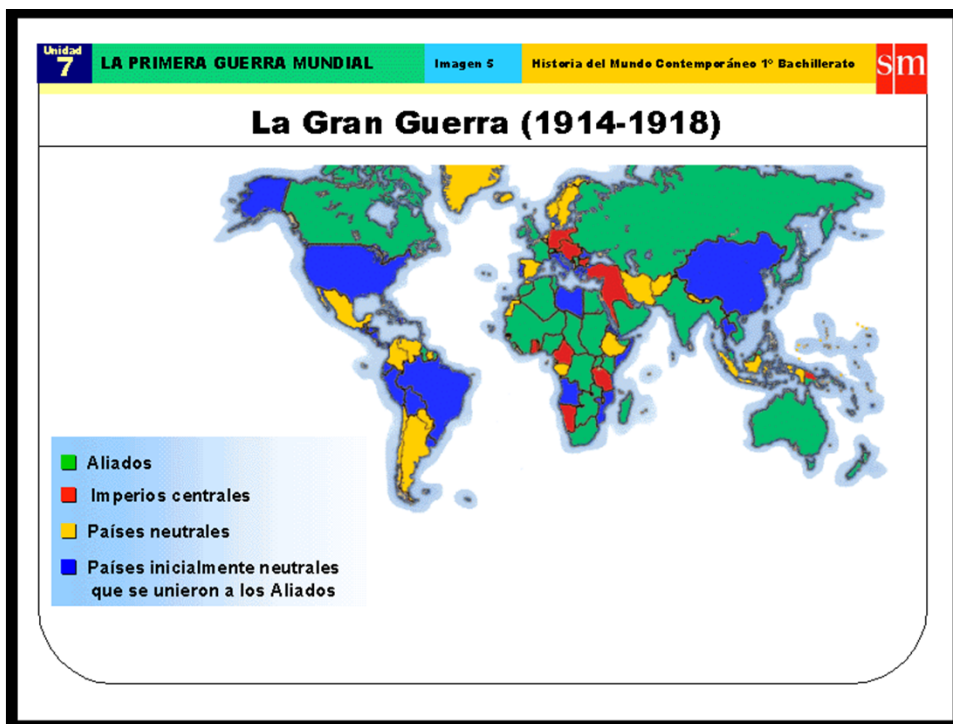 Unidad
7
LA PRIMERA GUERRA MUNDIAL
Imagen 5
Historia del Mundo Contemporáneo 1º Bachillerato
sm
La Gran Guerra (1914-1918)
Aliados
Imperios centrales
Países neutrales
Países inicialmente neutrales
que se unieron a los Aliados